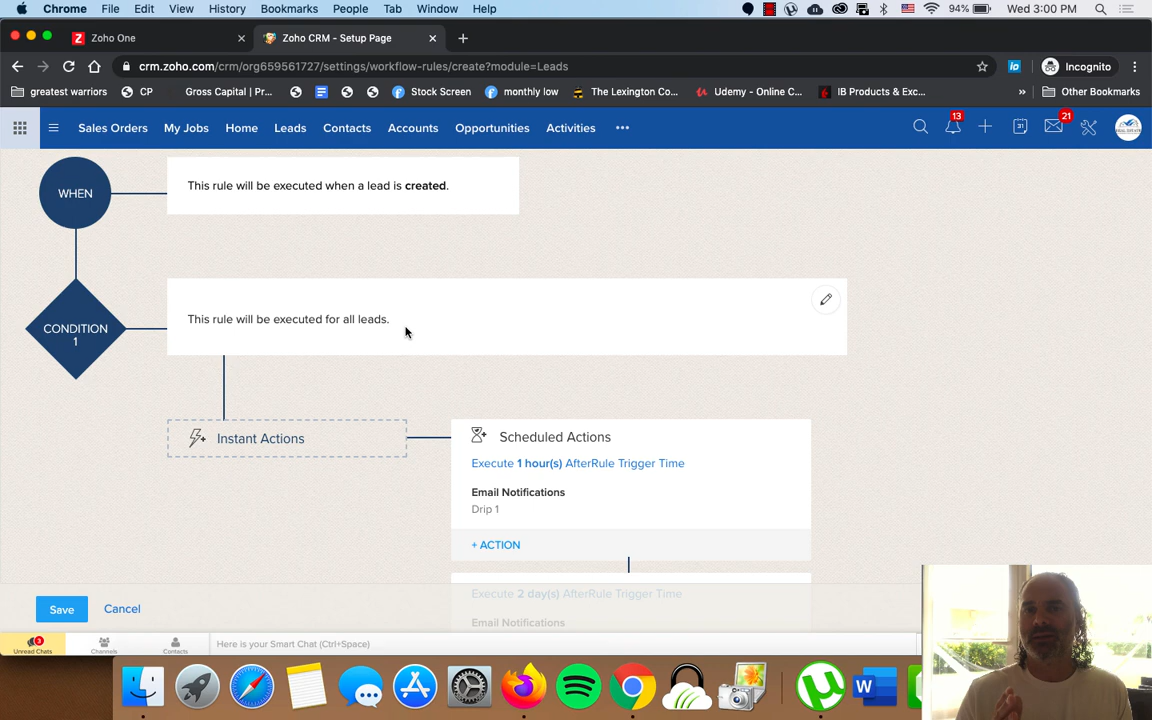 Chrome File Edit View History Bookmarks People Tab Window Help 94% Wed 3:00 PM
Zoho One Zoho CRM - Setup Page
crm.zoho.com/crm/org659561727/settings/workflow-rules/create?module=Leads Incognito
greatest warriors CP Gross Capital | Pr... Stock Screen monthly low The Lexington Co... Udemy - Online C... IB Products & Exc... » Other Bookmarks
Sales Orders My Jobs Home Leads Contacts Accounts Opportunities Activities ••• 13 31 21
WHEN
This rule will be executed when a lead is created.
CONDITION
1
This rule will be executed for all leads.
Instant Actions
Scheduled Actions
Execute 1 hour(s) AfterRule Trigger Time
Email Notifications
Drip 1
+ ACTION
Execute 2 day(s) AfterRule Trigger Time
Email Notifications
Save Cancel
3
Unread Chats Channels Contacts Here is your Smart Chat (Ctrl+Space)
W